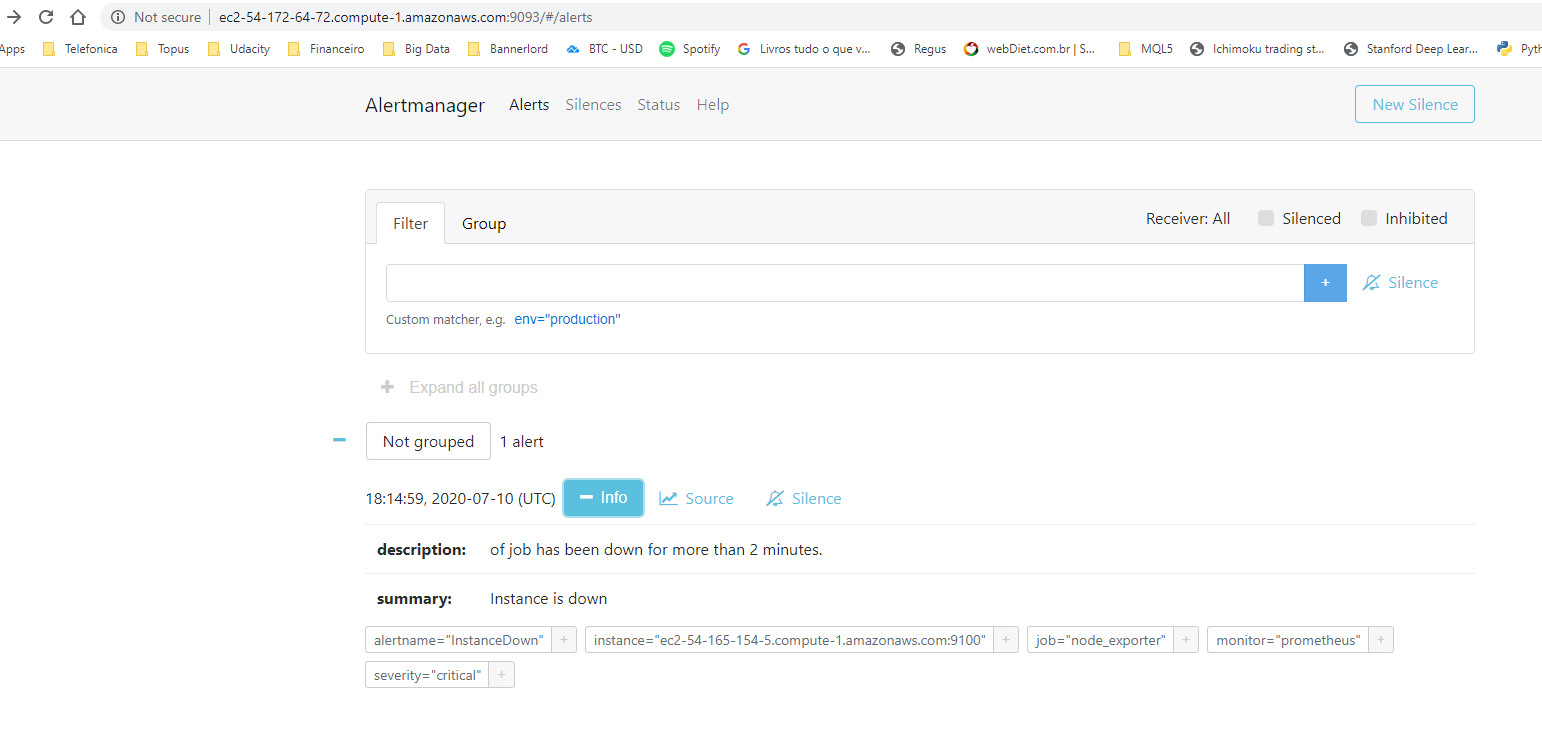 Not secure ec2-54-172-64-72.compute-1.amazonaws.com:9093/#/alerts
Apps Telefonica Topus Udacity Financeiro Big Data Bannerlord BTC - USD Spotify Livros tudo o que v... Regus webDiet.com.br | S... MQL5 Ichimoku trading st... Stanford Deep Lear... Pyth
Alertmanager Alerts Silences Status Help New Silence
Filter Group Receiver: All Silenced Inhibited
+ Silence
Custom matcher, e.g. env="production"
+ Expand all groups
Not grouped 1 alert
18:14:59, 2020-07-10 (UTC) Info Source Silence
description: of job has been down for more than 2 minutes.
summary: Instance is down
alertname="InstanceDown" + instance="ec2-54-165-154-5.compute-1.amazonaws.com:9100" + job="node_exporter" + monitor="prometheus" +
severity="critical" +